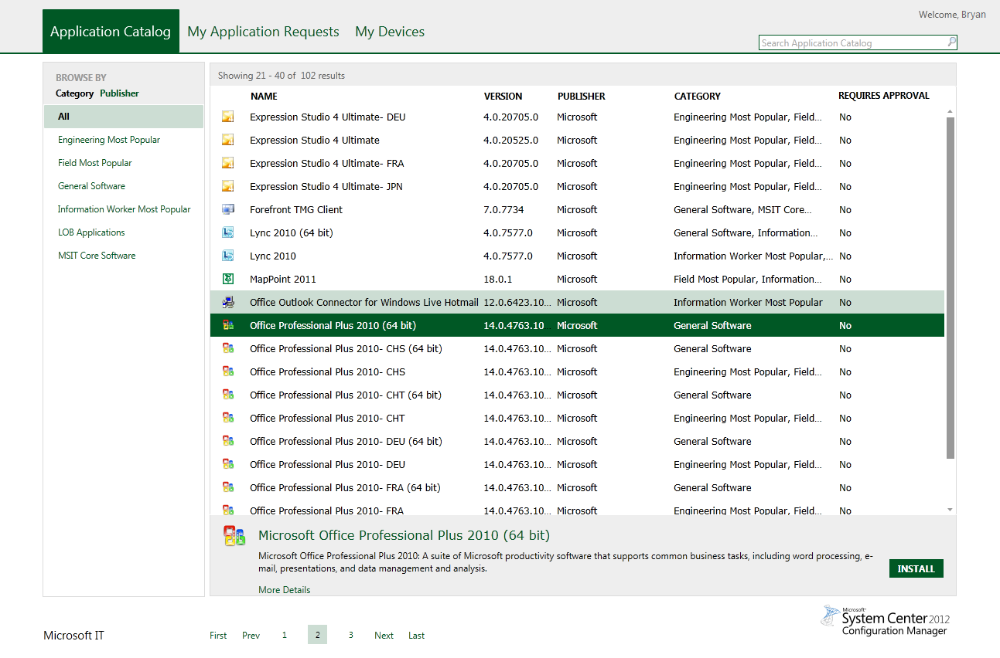 Welcome, Bryan
Application Catalog My Application Requests My Devices
Search Application Catalog
BROWSE BY
Category Publisher
All
Engineering Most Popular
Field Most Popular
General Software
Information Worker Most Popular
LOB Applications
MSIT Core Software
Showing 21 - 40 of 102 results
NAME VERSION PUBLISHER CATEGORY REQUIRES APPROVAL
Expression Studio 4 Ultimate- DEU 4.0.20705.0 Microsoft Engineering Most Popular, Field... No
Expression Studio 4 Ultimate 4.0.20525.0 Microsoft Engineering Most Popular, Field... No
Expression Studio 4 Ultimate- FRA 4.0.20705.0 Microsoft Engineering Most Popular, Field... No
Expression Studio 4 Ultimate- JPN 4.0.20705.0 Microsoft Engineering Most Popular, Field... No
Forefront TMG Client 7.0.7734 Microsoft General Software, MSIT Core... No
Lync 2010 (64 bit) 4.0.7577.0 Microsoft General Software, Information... No
Lync 2010 4.0.7577.0 Microsoft Information Worker Most Popular,... No
MapPoint 2011 18.0.1 Microsoft Field Most Popular, Information... No
Office Outlook Connector for Windows Live Hotmail 12.0.6423.10... Microsoft Information Worker Most Popular No
Office Professional Plus 2010 (64 bit) 14.0.4763.10... Microsoft General Software No
Office Professional Plus 2010- CHS (64 bit) 14.0.4763.10... Microsoft General Software No
Office Professional Plus 2010- CHS 14.0.4763.10... Microsoft Engineering Most Popular, Field... No
Office Professional Plus 2010- CHT (64 bit) 14.0.4763.10... Microsoft General Software No
Office Professional Plus 2010- CHT 14.0.4763.10... Microsoft Engineering Most Popular, Field... No
Office Professional Plus 2010- DEU (64 bit) 14.0.4763.10... Microsoft General Software No
Office Professional Plus 2010- DEU 14.0.4763.10... Microsoft Engineering Most Popular, Field... No
Office Professional Plus 2010- FRA (64 bit) 14.0.4763.10... Microsoft General Software No
Office Professional Plus 2010- FRA 14.0.4763.10... Microsoft Engineering Most Popular, Field... No
Microsoft Office Professional Plus 2010 (64 bit)
Microsoft Office Professional Plus 2010: A suite of Microsoft productivity software that supports common business tasks, including word processing, e-
mail, presentations, and data management and analysis.
INSTALL
More Details
Microsoft IT
First Prev 1 2 3 Next Last
Microsoft
System Center 2012
Configuration Manager